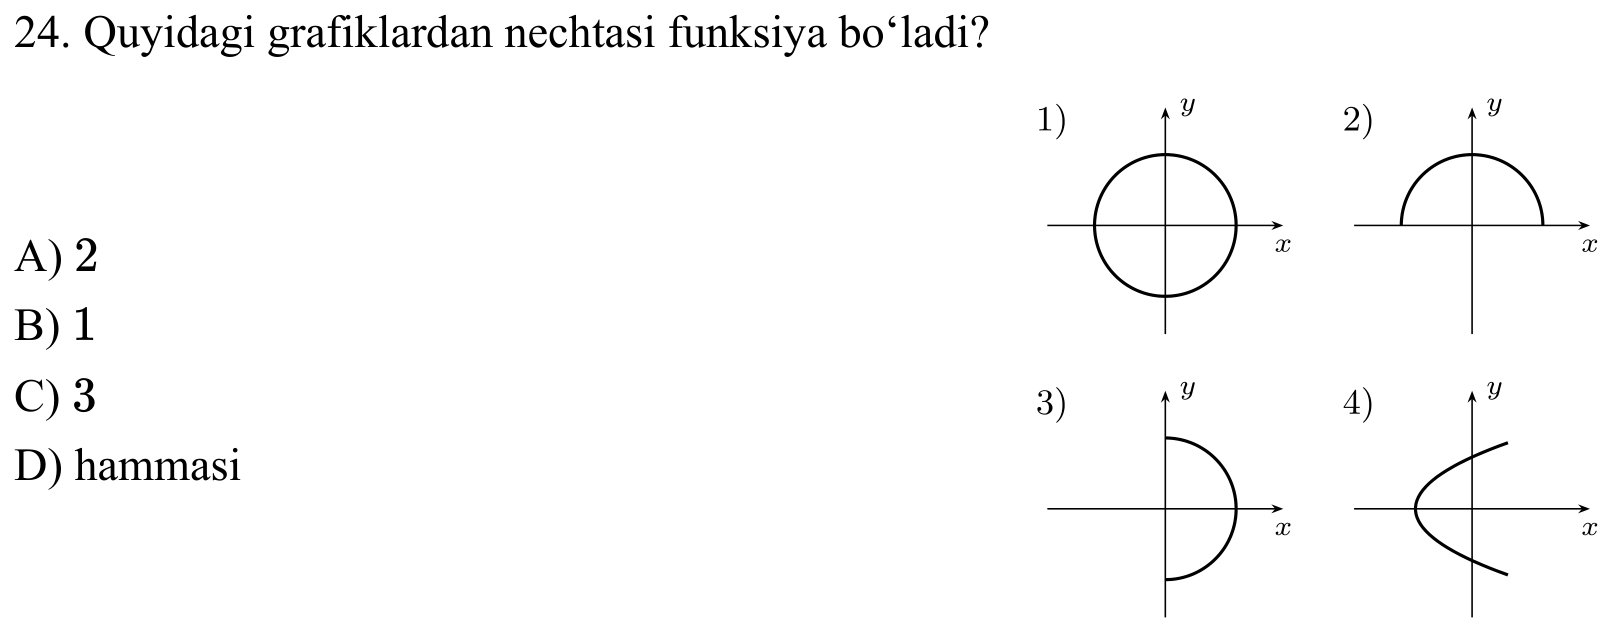 24. Quyidagi grafiklardan nechtasi funksiya bo‘ladi?
A) 2
B) 1
C) 3
D) hammasi
1) y x
2) y x
3) y x
4) y x